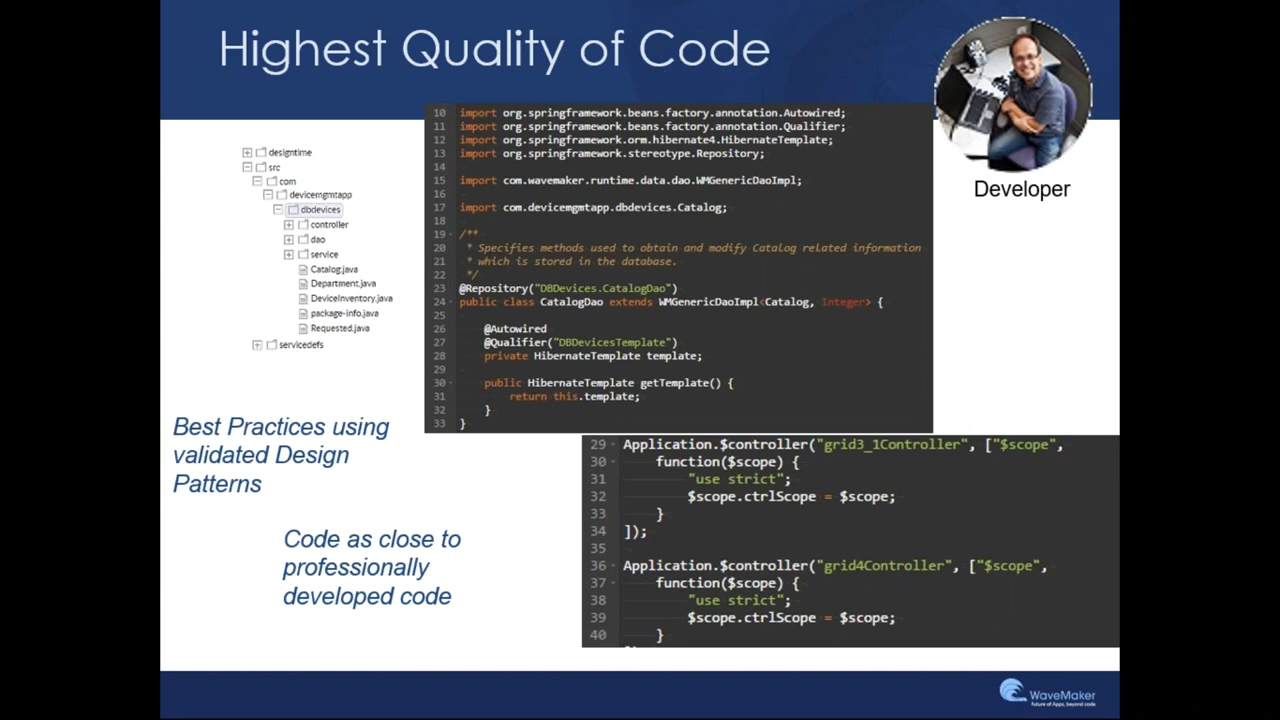 Highest Quality of Code
Developer
designtime
src
com
devicemgmtapp
dbdevices
controller
dao
service
Catalog.java
Department.java
DeviceInventory.java
package-info.java
Requested.java
servicedefs
10 import org.springframework.beans.factory.annotation.Autowired;
11 import org.springframework.beans.factory.annotation.Qualifier;
12 import org.springframework.orm.hibernate4.HibernateTemplate;
13 import org.springframework.stereotype.Repository;
14
15 import com.wavemaker.runtime.data.dao.WMGenericDaoImpl;
16
17 import com.devicemgmtapp.dbdevices.Catalog;
18
19 /**
20 * Specifies methods used to obtain and modify Catalog related information
21 * which is stored in the database.
22 */
23 @Repository("DBDevices.CatalogDao")
24 public class CatalogDao extends WMGenericDaoImpl<Catalog, Integer> {
25
26 @Autowired
27 @Qualifier("DBDevicesTemplate")
28 private HibernateTemplate template;
29
30 public HibernateTemplate getTemplate() {
31 return this.template;
32 }
33 }
Best Practices using
validated Design
Patterns
Code as close to
professionally
developed code
29 Application.$controller("grid3_1Controller", ["$scope",
30 function($scope) {
31 "use strict";
32 $scope.ctrlScope = $scope;
33 }
34 ]);
35
36 Application.$controller("grid4Controller", ["$scope",
37 function($scope) {
38 "use strict";
39 $scope.ctrlScope = $scope;
40 }
WaveMaker
Future of Apps, beyond code.